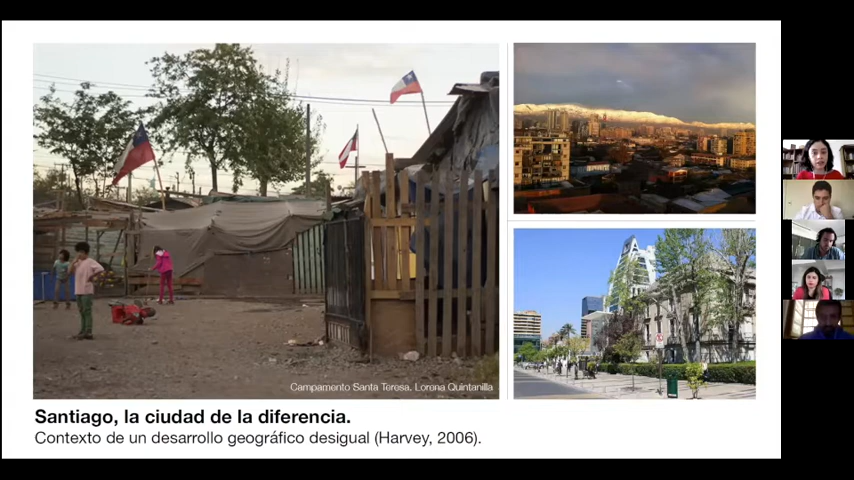 Campamento Santa Teresa. Lorena Quintanilla
Santiago, la ciudad de la diferencia.
Contexto de un desarrollo geográfico desigual (Harvey, 2006).